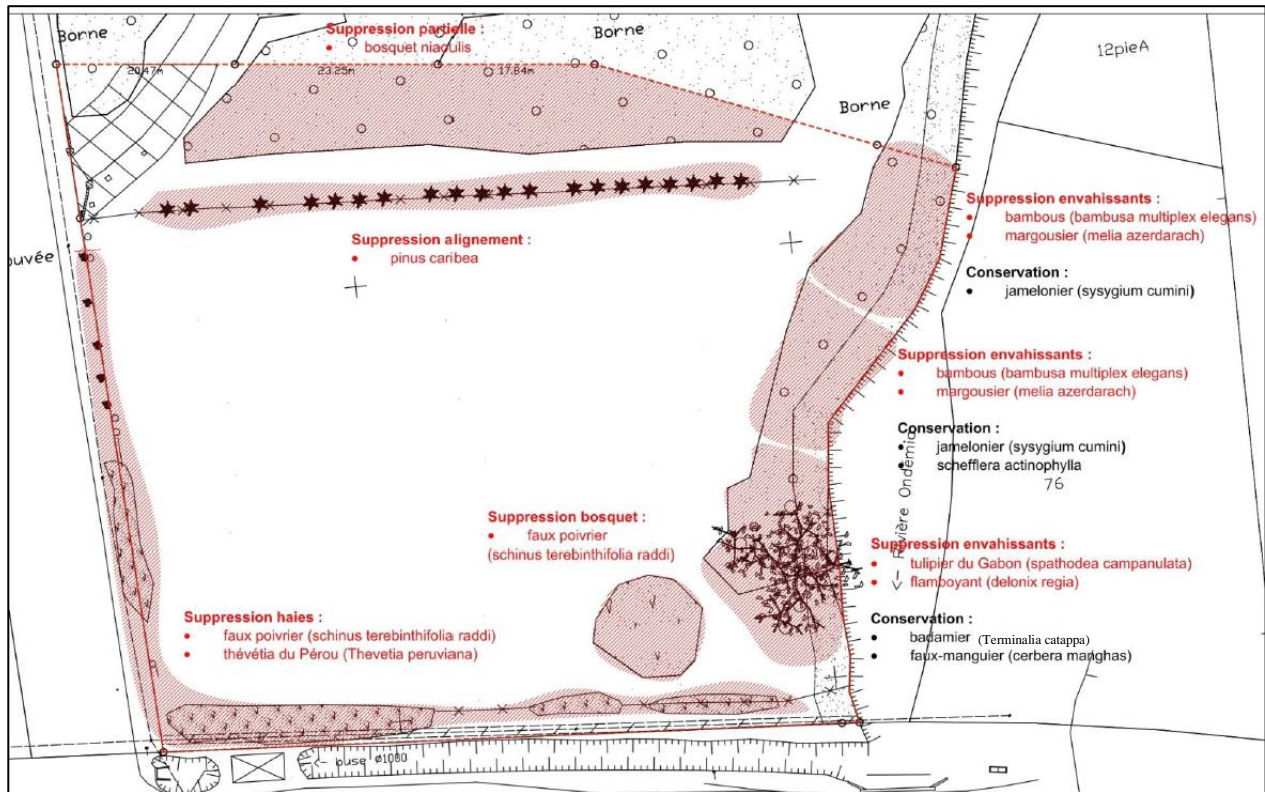 Suppression partielle :
• bosquet niaoulis
Borne
Borne
12pieA
20.47m
23.25m
17.84m
Borne
Suppression envahissants :
• bambous (bambusa multiplex elegans)
• margousier (melia azerdarach)
Conservation :
• jamelonier (sysygium cumini)
Suppression alignement :
• pinus caribea
ouvée
Suppression envahissants :
• bambous (bambusa multiplex elegans)
• margousier (melia azerdarach)
Conservation :
• jamelonier (sysygium cumini)
• schefflera actinophylla
76
Rivière Ondémia
Suppression bosquet :
• faux poivrier
(schinus terebinthifolia raddi)
Suppression envahissants :
• tulipier du Gabon (spathodea campanulata)
• flamboyant (delonix regia)
Conservation :
• badamier (Terminalia catappa)
• faux-manguier (cerbera manghas)
Suppression haies :
• faux poivrier (schinus terebinthifolia raddi)
• thévétia du Pérou (Thevetia peruviana)
buse ø1000